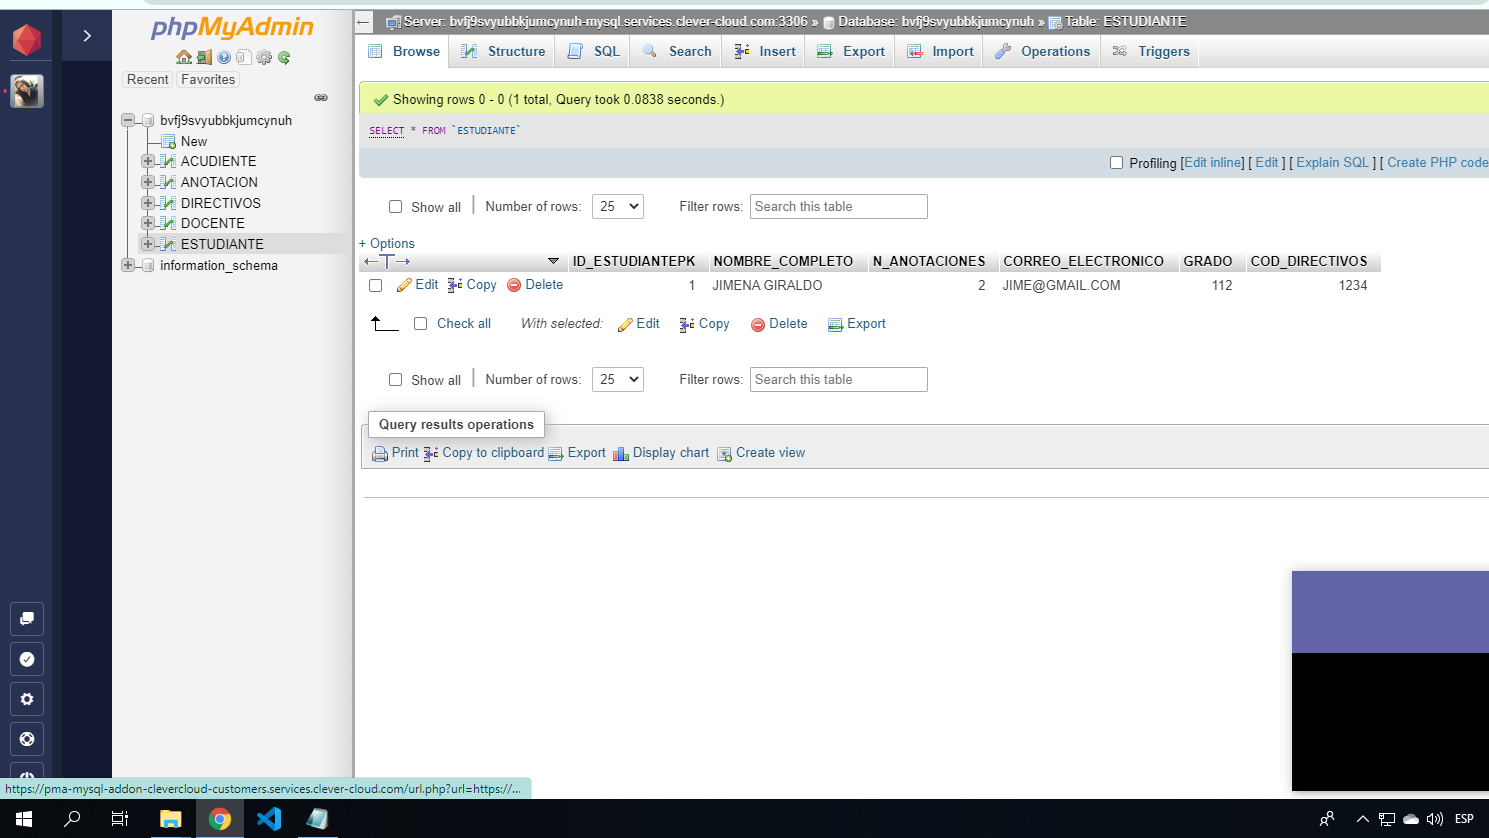 phpMyAdmin
Recent Favorites
bvfj9svyubbkjumcynuh
New
ACUDIENTE
ANOTACION
DIRECTIVOS
DOCENTE
ESTUDIANTE
information_schema
Server: bvfj9svyubbkjumcynuh-mysql.services.clever-cloud.com:3306 » Database: bvfj9svyubbkjumcynuh » Table: ESTUDIANTE
Browse Structure SQL Search Insert Export Import Operations Triggers
Showing rows 0 - 0 (1 total, Query took 0.0838 seconds.)
SELECT * FROM `ESTUDIANTE`
Profiling [Edit inline] [ Edit ] [ Explain SQL ] [ Create PHP code
Show all | Number of rows: 25 Filter rows: Search this table
+ Options
←T→ ID_ESTUDIANTEPK NOMBRE_COMPLETO N_ANOTACIONES CORREO_ELECTRONICO GRADO COD_DIRECTIVOS
Edit Copy Delete 1 JIMENA GIRALDO 2 JIME@GMAIL.COM 112 1234
Check all With selected: Edit Copy Delete Export
Show all | Number of rows: 25 Filter rows: Search this table
Query results operations
Print Copy to clipboard Export Display chart Create view
https://pma-mysql-addon-clevercloud-customers.services.clever-cloud.com/url.php?url=https://...
ESP